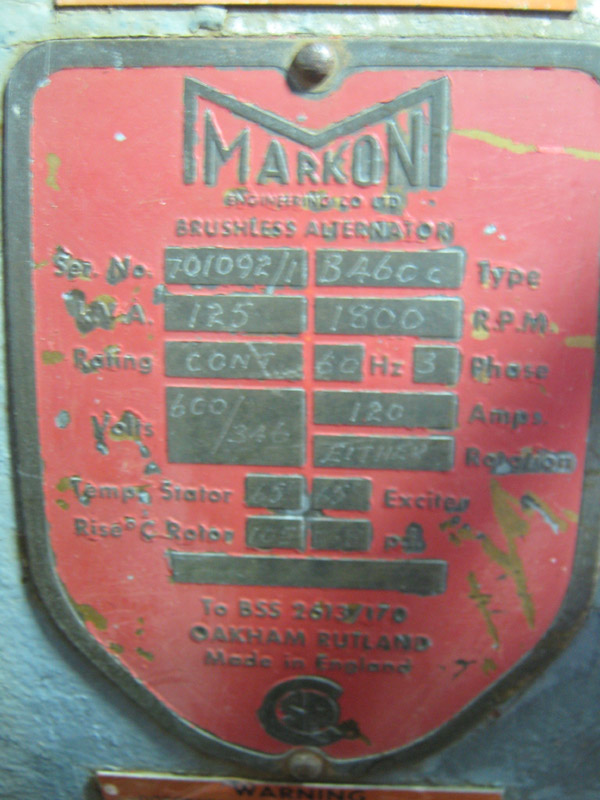 MARKON
ENGINEERING CO LTD
BRUSHLESS ALTERNATOR
Ser. No. 701092/1 B460C Type
K.V.A. 125 1800 R.P.M.
Rating CONT 60 Hz 3 Phase
Volts 600/346 120 Amps.
EITHER Rotation
Temp. Stator 65 65 Exciter
Rise °C Rotor
To BSS 2613/170
OAKHAM RUTLAND
Made in England
WARNING